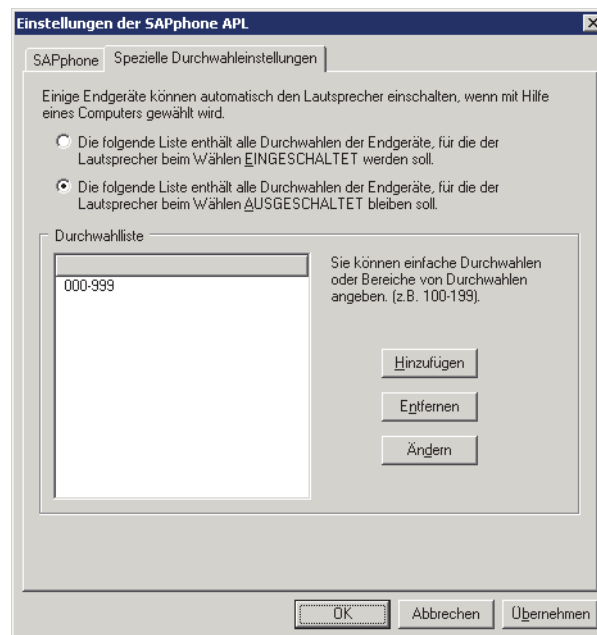 Einstellungen der SAPphone APL
SAPphone
Spezielle Durchwahleinstellungen
Einige Endgeräte können automatisch den Lautsprecher einschalten, wenn mit Hilfe
eines Computers gewählt wird.
Die folgende Liste enthält alle Durchwahlen der Endgeräte, für die der
Lautsprecher beim Wählen EINGESCHALTET werden soll.
Die folgende Liste enthält alle Durchwahlen der Endgeräte, für die der
Lautsprecher beim Wählen AUSGESCHALTET bleiben soll.
Durchwahlliste
000-999
Sie können einfache Durchwahlen
oder Bereiche von Durchwahlen
angeben. (z.B. 100-199).
Hinzufügen
Entfernen
Ändern
OK
Abbrechen
Übernehmen